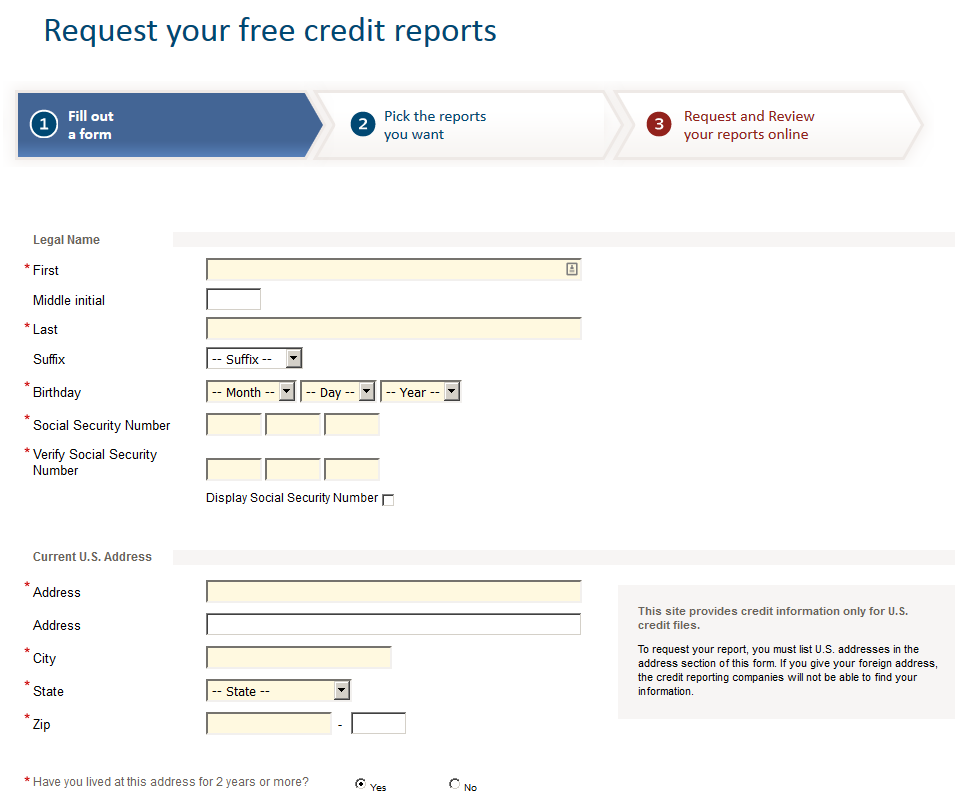 Request your free credit reports
1 Fill out
a form
2 Pick the reports
you want
3 Request and Review
your reports online
Legal Name
* First
Middle initial
* Last
Suffix -- Suffix --
* Birthday -- Month -- -- Day -- -- Year --
* Social Security Number
* Verify Social Security
Number
Display Social Security Number
Current U.S. Address
* Address
Address
* City
* State -- State --
* Zip -
This site provides credit information only for U.S.
credit files.
To request your report, you must list U.S. addresses in the
address section of this form. If you give your foreign address,
the credit reporting companies will not be able to find your
information.
* Have you lived at this address for 2 years or more? Yes No